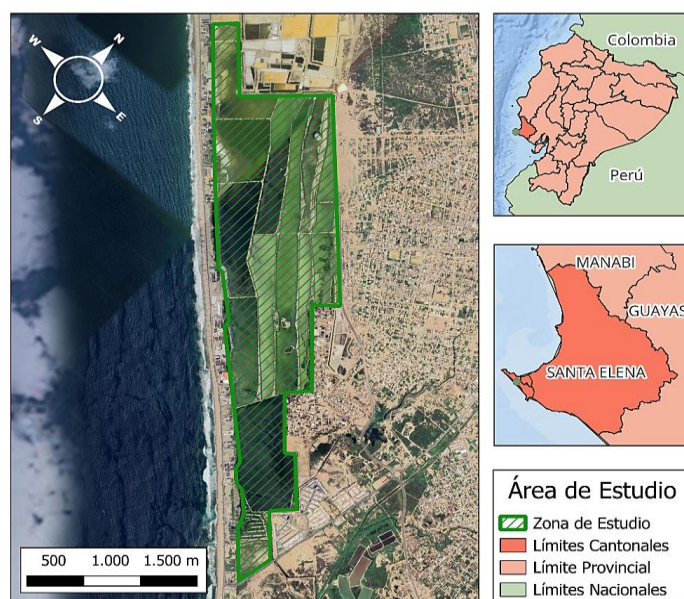 W
N
S
E
500
1.000
1.500 m
Colombia
Perú
MANABI
GUAYAS
SANTA ELENA
Área de Estudio
Zona de Estudio
Límites Cantonales
Límite Provincial
Límites Nacionales